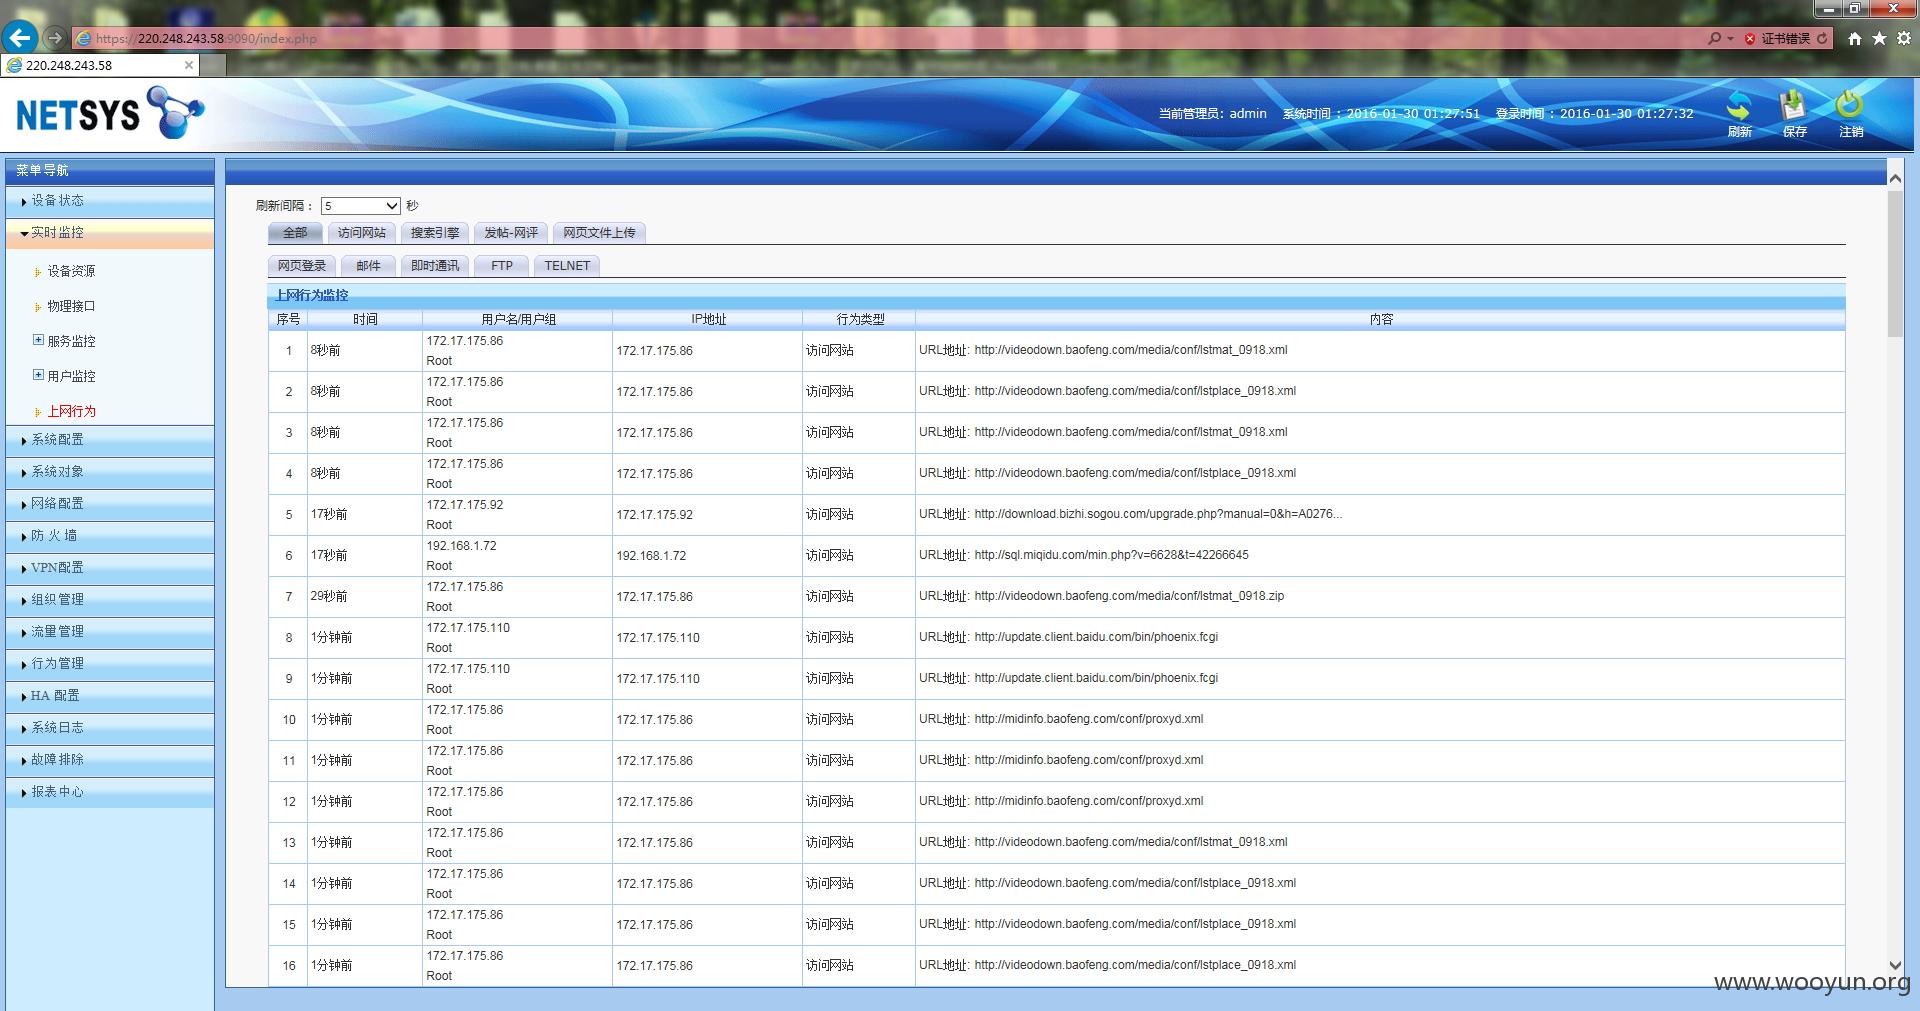 https://220.248.243.58:9090/index.php
证书错误
220.248.243.58
NETSYS
当前管理员: admin 系统时间 : 2016-01-30 01:27:51 登录时间 : 2016-01-30 01:27:32
刷新 保存 注销
菜单导航
设备状态
实时监控
设备资源
物理接口
服务监控
用户监控
上网行为
系统配置
系统对象
网络配置
防 火 墙
VPN配置
组织管理
流量管理
行为管理
HA 配置
系统日志
故障排除
报表中心
刷新间隔 : 5 秒
全部 访问网站 搜索引擎 发帖-网评 网页文件上传
网页登录 邮件 即时通讯 FTP TELNET
上网行为监控
序号 时间 用户名/用户组 IP地址 行为类型 内容
1 8秒前 172.17.175.86 Root 172.17.175.86 访问网站 URL地址: http://videodown.baofeng.com/media/conf/lstmat_0918.xml
2 8秒前 172.17.175.86 Root 172.17.175.86 访问网站 URL地址: http://videodown.baofeng.com/media/conf/lstplace_0918.xml
3 8秒前 172.17.175.86 Root 172.17.175.86 访问网站 URL地址: http://videodown.baofeng.com/media/conf/lstmat_0918.xml
4 8秒前 172.17.175.86 Root 172.17.175.86 访问网站 URL地址: http://videodown.baofeng.com/media/conf/lstplace_0918.xml
5 17秒前 172.17.175.92 Root 172.17.175.92 访问网站 URL地址: http://download.bizhi.sogou.com/upgrade.php?manual=0&h=A0276...
6 17秒前 192.168.1.72 Root 192.168.1.72 访问网站 URL地址: http://sql.miqidu.com/min.php?v=6628&t=42266645
7 29秒前 172.17.175.86 Root 172.17.175.86 访问网站 URL地址: http://videodown.baofeng.com/media/conf/lstmat_0918.zip
8 1分钟前 172.17.175.110 Root 172.17.175.110 访问网站 URL地址: http://update.client.baidu.com/bin/phoenix.fcgi
9 1分钟前 172.17.175.110 Root 172.17.175.110 访问网站 URL地址: http://update.client.baidu.com/bin/phoenix.fcgi
10 1分钟前 172.17.175.86 Root 172.17.175.86 访问网站 URL地址: http://midinfo.baofeng.com/conf/proxyd.xml
11 1分钟前 172.17.175.86 Root 172.17.175.86 访问网站 URL地址: http://midinfo.baofeng.com/conf/proxyd.xml
12 1分钟前 172.17.175.86 Root 172.17.175.86 访问网站 URL地址: http://midinfo.baofeng.com/conf/proxyd.xml
13 1分钟前 172.17.175.86 Root 172.17.175.86 访问网站 URL地址: http://videodown.baofeng.com/media/conf/lstmat_0918.xml
14 1分钟前 172.17.175.86 Root 172.17.175.86 访问网站 URL地址: http://videodown.baofeng.com/media/conf/lstplace_0918.xml
15 1分钟前 172.17.175.86 Root 172.17.175.86 访问网站 URL地址: http://videodown.baofeng.com/media/conf/lstplace_0918.xml
16 1分钟前 172.17.175.86 Root 172.17.175.86 访问网站 URL地址: http://videodown.baofeng.com/media/conf/lstplace_0918.xml
www.wooyun.org